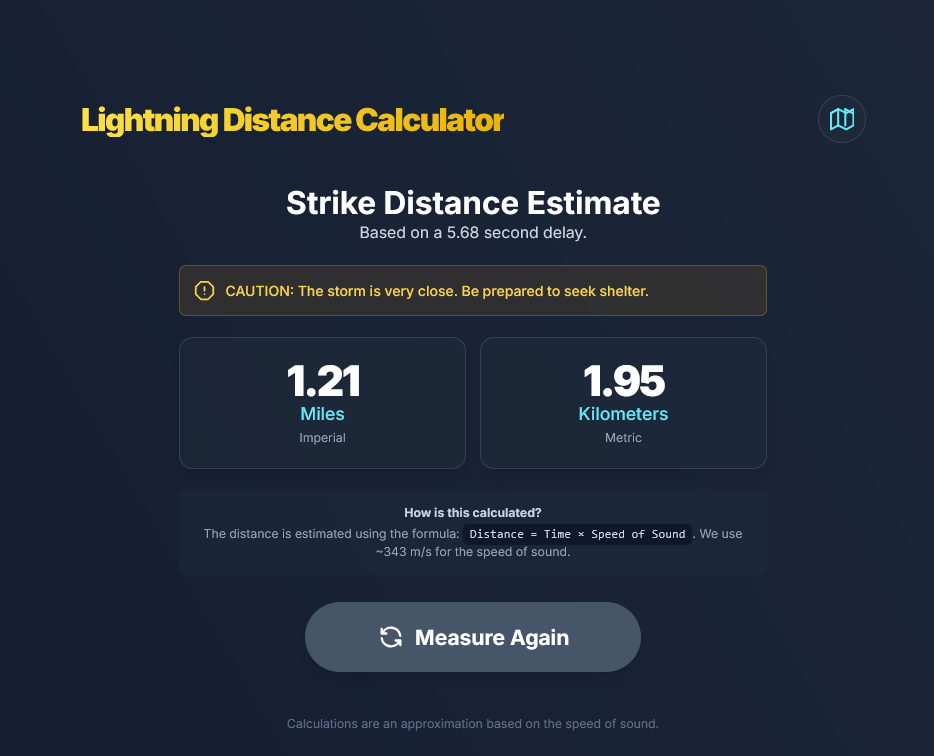 Lightning Distance Calculator
Strike Distance Estimate
Based on a 5.68 second delay.
CAUTION: The storm is very close. Be prepared to seek shelter.
1.21
Miles
Imperial
1.95
Kilometers
Metric
How is this calculated?
The distance is estimated using the formula: Distance = Time × Speed of Sound. We use
~343 m/s for the speed of sound.
Measure Again
Calculations are an approximation based on the speed of sound.